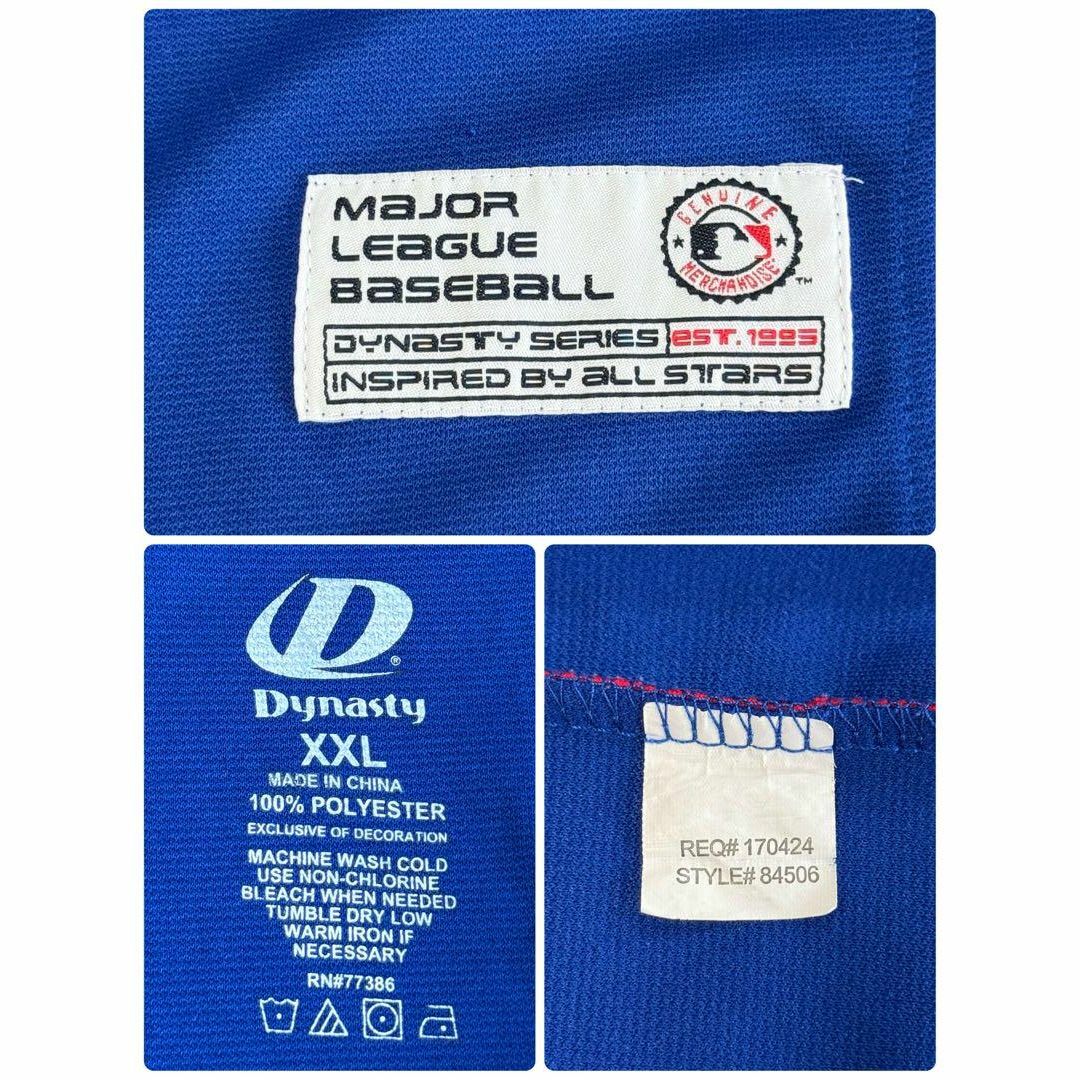 Major
League
Baseball
GENUINE
MERCHANDISE
™
Dynasty Series est. 1995
Inspired by All Stars
D®
Dynasty
XXL
MADE IN CHINA
100% POLYESTER
EXCLUSIVE OF DECORATION
MACHINE WASH COLD
USE NON-CHLORINE
BLEACH WHEN NEEDED
TUMBLE DRY LOW
WARM IRON IF
NECESSARY
RN#77386
REQ# 170424
STYLE# 84506